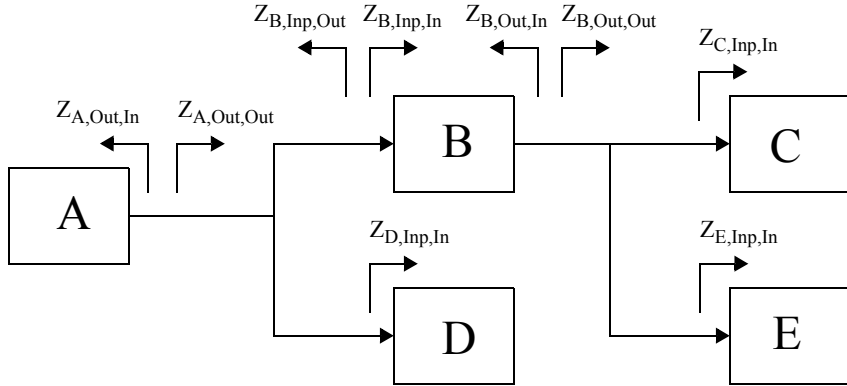 Z_B,Inp,Out Z_B,Inp,In Z_B,Out,In Z_B,Out,Out
Z_C,Inp,In
Z_A,Out,In Z_A,Out,Out
B
C
A
Z_D,Inp,In
Z_E,Inp,In
D
E